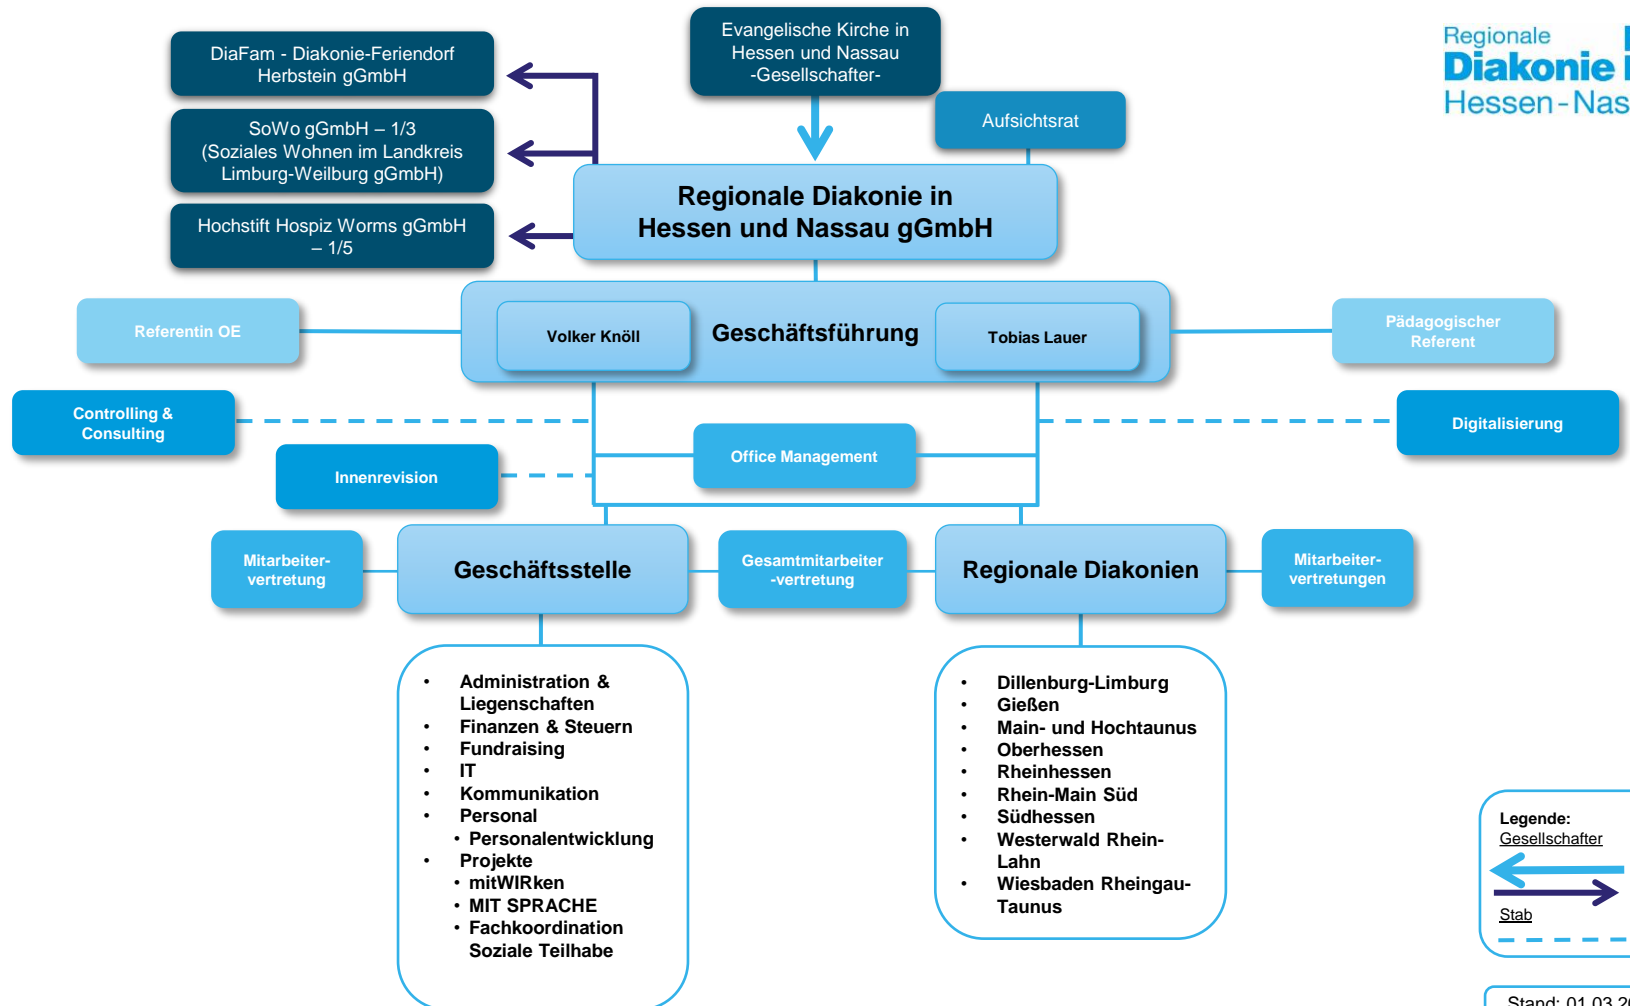 Evangelische Kirche in
Hessen und Nassau
-Gesellschafter-
Regionale
Diakonie
Hessen-Nas
DiaFam - Diakonie-Feriendorf
Herbstein gGmbH
Aufsichtsrat
SoWo gGmbH – 1/3
(Soziales Wohnen im Landkreis
Limburg-Weilburg gGmbH)
Regionale Diakonie in
Hessen und Nassau gGmbH
Hochstift Hospiz Worms gGmbH
– 1/5
Referentin OE
Volker Knöll
Geschäftsführung
Tobias Lauer
Pädagogischer
Referent
Controlling &
Consulting
Digitalisierung
Office Management
Innenrevision
Mitarbeiter-
vertretung
Geschäftsstelle
Gesamtmitarbeiter
-vertretung
Regionale Diakonien
Mitarbeiter-
vertretungen
• Administration &
Liegenschaften
• Finanzen & Steuern
• Fundraising
• IT
• Kommunikation
• Personal
• Personalentwicklung
• Projekte
• mitWIRken
• MIT SPRACHE
• Fachkoordination
Soziale Teilhabe
• Dillenburg-Limburg
• Gießen
• Main- und Hochtaunus
• Oberhessen
• Rheinhessen
• Rhein-Main Süd
• Südhessen
• Westerwald Rhein-
Lahn
• Wiesbaden Rheingau-
Taunus
Legende:
Gesellschafter
Stab
Stand: 01.03.20